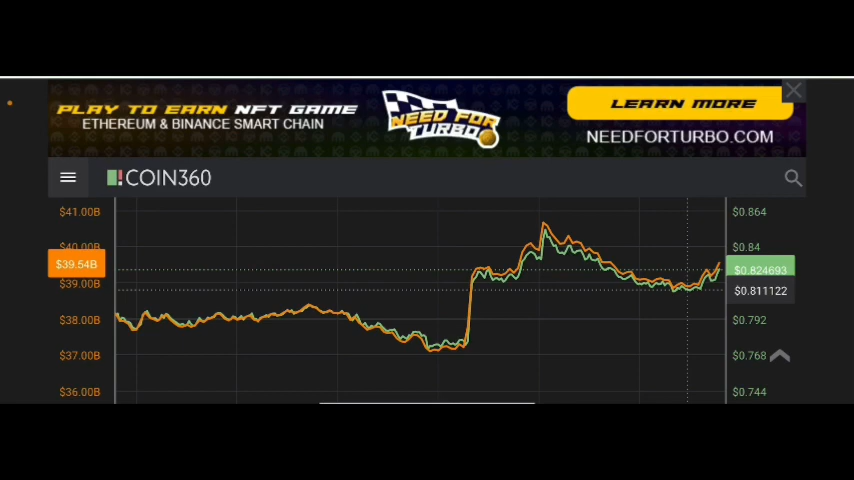 PLAY TO EARN NFT GAME
ETHEREUM & BINANCE SMART CHAIN
NEED FOR
TURBO
LEARN MORE
NEEDFORTURBO.COM
COIN360
$41.00B
$40.00B
$39.54B
$39.00B
$38.00B
$37.00B
$36.00B
$0.864
$0.84
$0.824693
$0.811122
$0.792
$0.768
$0.744